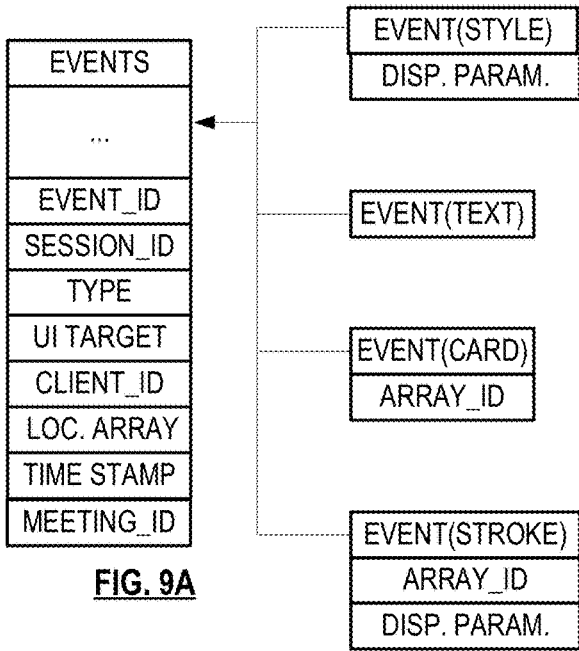 EVENTS
...
EVENT_ID
SESSION_ID
TYPE
UI TARGET
CLIENT_ID
LOC. ARRAY
TIME STAMP
MEETING_ID
FIG. 9A
EVENT(STYLE)
DISP. PARAM.
EVENT(TEXT)
EVENT(CARD)
ARRAY_ID
EVENT(STROKE)
ARRAY_ID
DISP. PARAM.